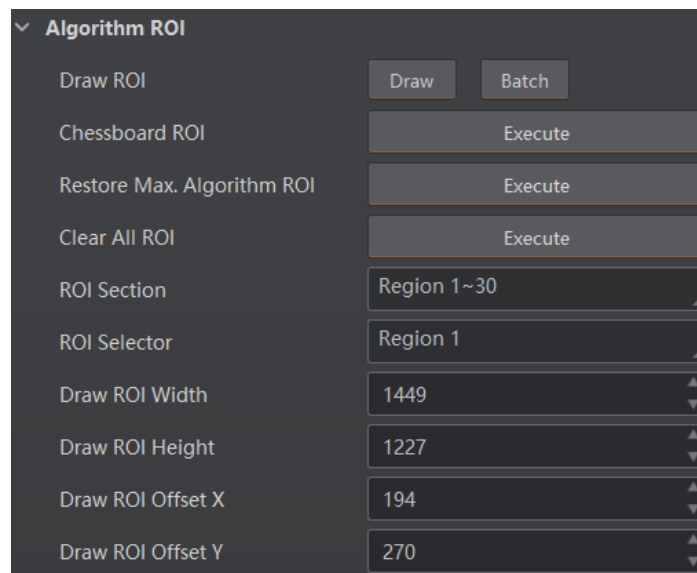 Algorithm ROI
Draw ROI Draw Batch
Chessboard ROI Execute
Restore Max. Algorithm ROI Execute
Clear All ROI Execute
ROI Section Region 1~30
ROI Selector Region 1
Draw ROI Width 1449
Draw ROI Height 1227
Draw ROI Offset X 194
Draw ROI Offset Y 270